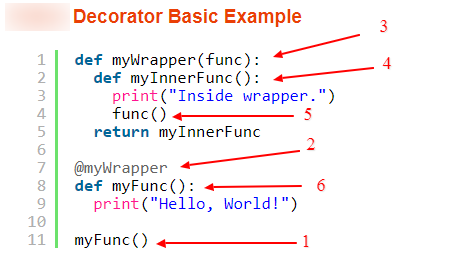 Decorator Basic Example
1 def myWrapper(func): 3
2   def myInnerFunc(): 4
3     print("Inside wrapper.")
4     func() 5
5   return myInnerFunc
6 2
7 @myWrapper
8 def myFunc(): 6
9   print("Hello, World!")
10
11 myFunc() 1